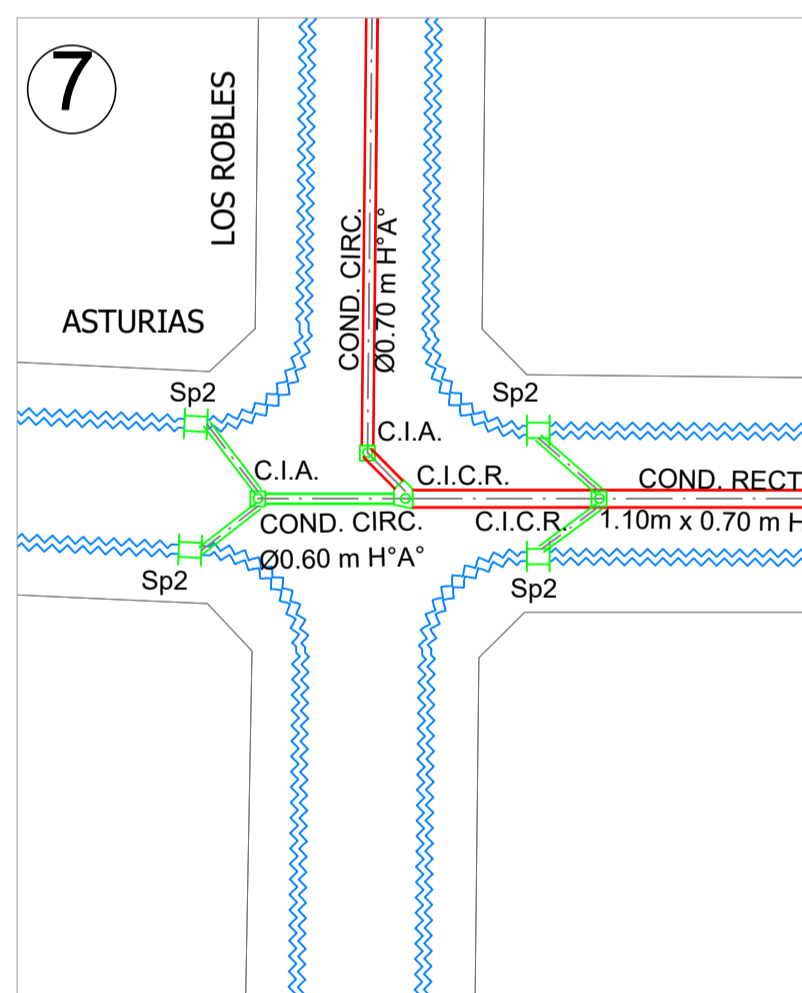 7
LOS ROBLES
ASTURIAS
COND. CIRC.
Ø0.70 m H°A°
Sp2
Sp2
C.I.A.
C.I.A.
C.I.C.R.
COND. RECT
COND. CIRC.
Ø0.60 m H°A°
C.I.C.R.
1.10m x 0.70 m H
Sp2
Sp2